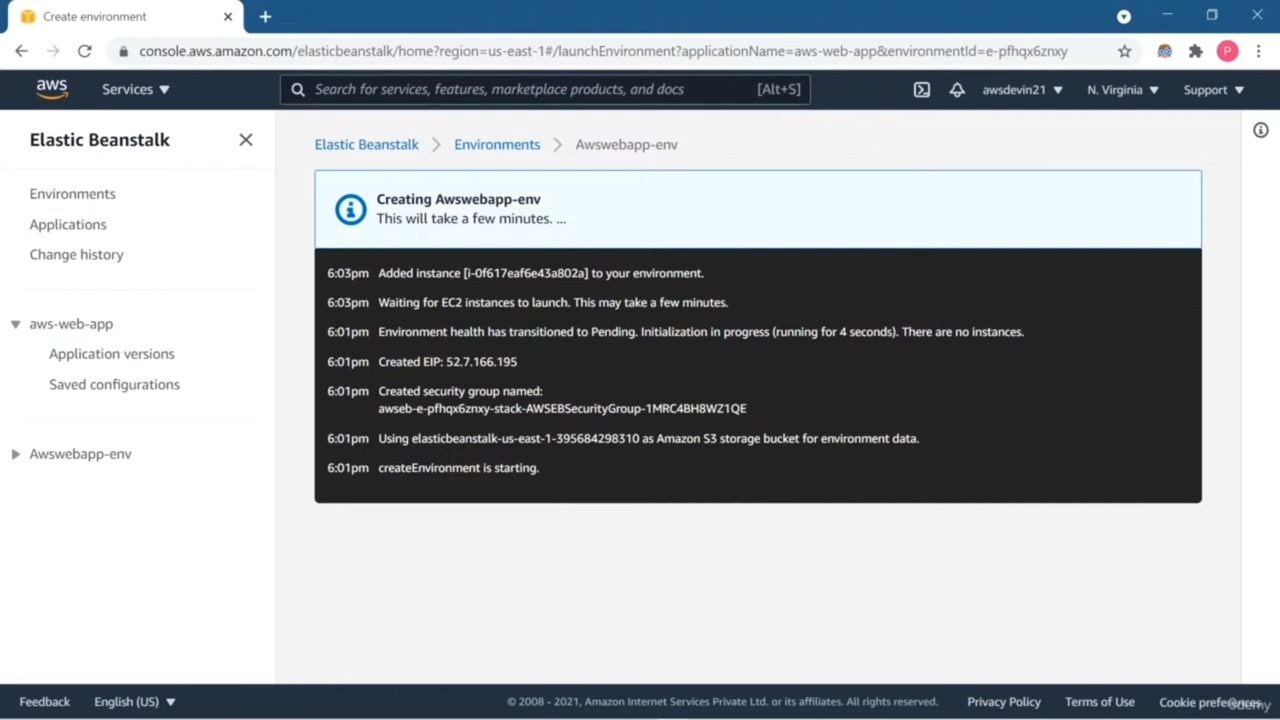 Create environment
console.aws.amazon.com/elasticbeanstalk/home?region=us-east-1#/launchEnvironment?applicationName=aws-web-app&environmentId=e-pfhqx6znxy
P
aws
Services
Search for services, features, marketplace products, and docs
[Alt+S]
awsdevin21
N. Virginia
Support
Elastic Beanstalk
Environments
Applications
Change history
aws-web-app
Application versions
Saved configurations
Awswebapp-env
Elastic Beanstalk
Environments
Awswebapp-env
Creating Awswebapp-env
This will take a few minutes. ...
6:03pm Added instance [i-0f617eaf6e43a802a] to your environment.
6:03pm Waiting for EC2 instances to launch. This may take a few minutes.
6:01pm Environment health has transitioned to Pending. Initialization in progress (running for 4 seconds). There are no instances.
6:01pm Created EIP: 52.7.166.195
6:01pm Created security group named:
awseb-e-pfhqx6znxy-stack-AWSEBSecurityGroup-1MRC4BH8WZ1QE
6:01pm Using elasticbeanstalk-us-east-1-395684298310 as Amazon S3 storage bucket for environment data.
6:01pm createEnvironment is starting.
Feedback
English (US)
© 2008 - 2021, Amazon Internet Services Private Ltd. or its affiliates. All rights reserved.
Privacy Policy
Terms of Use
Cookie preferences
Udemy